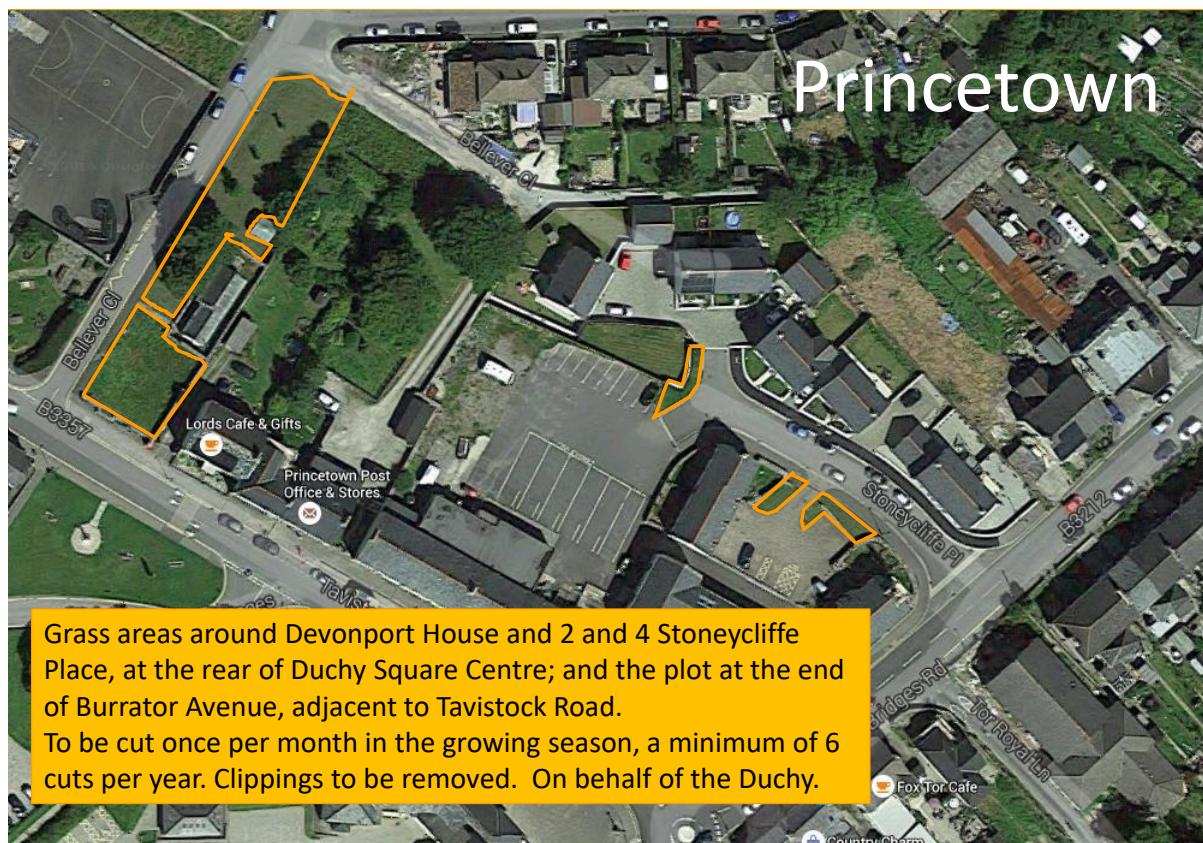 Princetown
Bellever Cl
Bellever Cl
B3357
Lords Cafe & Gifts
Princetown Post
Office & Stores
Stoneycliffe Pl
B3212
Tor Royal Ln
Fox Tor Cafe
Country Charm
Grass areas around Devonport House and 2 and 4 Stoneycliffe
Place, at the rear of Duchy Square Centre; and the plot at the end
of Burrator Avenue, adjacent to Tavistock Road.
To be cut once per month in the growing season, a minimum of 6
cuts per year. Clippings to be removed. On behalf of the Duchy.